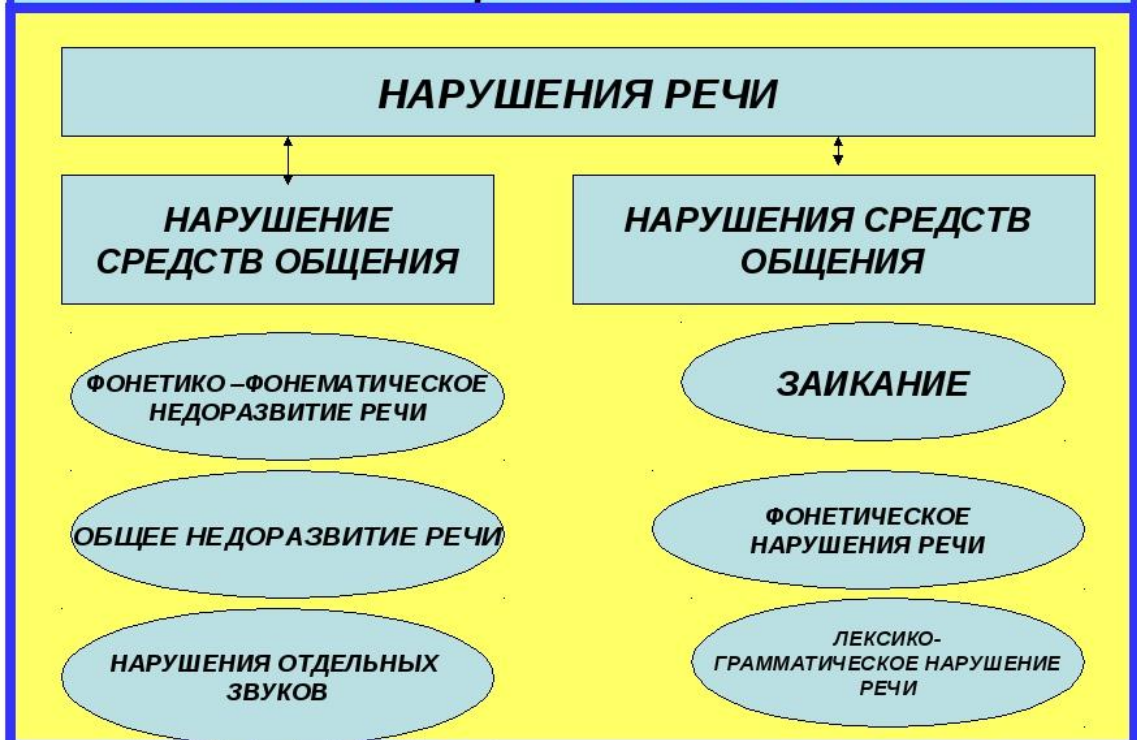 НАРУШЕНИЯ РЕЧИ
НАРУШЕНИЕ
СРЕДСТВ ОБЩЕНИЯ
НАРУШЕНИЯ СРЕДСТВ
ОБЩЕНИЯ
ФОНЕТИКО –ФОНЕМАТИЧЕСКОЕ
НЕДОРАЗВИТИЕ РЕЧИ
ЗАИКАНИЕ
ОБЩЕЕ НЕДОРАЗВИТИЕ РЕЧИ
ФОНЕТИЧЕСКОЕ
НАРУШЕНИЯ РЕЧИ
НАРУШЕНИЯ ОТДЕЛЬНЫХ
ЗВУКОВ
ЛЕКСИКО-
ГРАММАТИЧЕСКОЕ НАРУШЕНИЕ
РЕЧИ